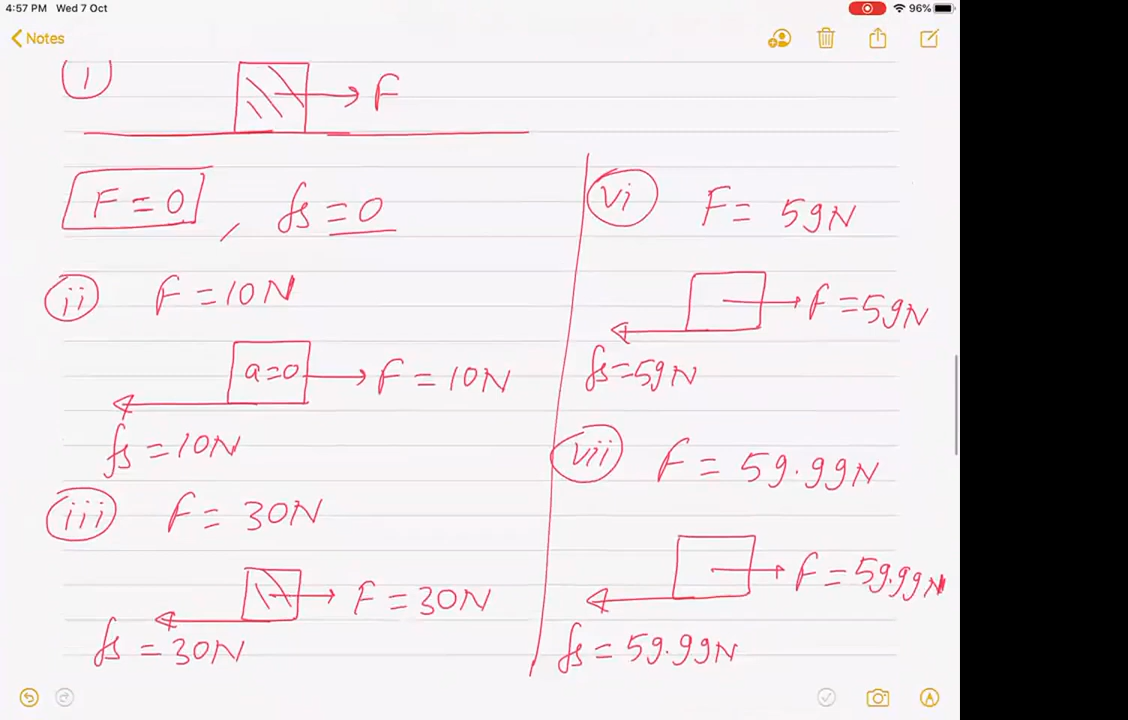 4:57 PM Wed 7 Oct
96%
Notes
i
F
F = 0 , fs = 0
ii F = 10N
a=0
F = 10N
fs = 10N
iii F = 30N
F = 30N
fs = 30N
vi F = 59N
F = 59N
fs = 59N
vii F = 59.99N
F = 59.99N
fs = 59.99N